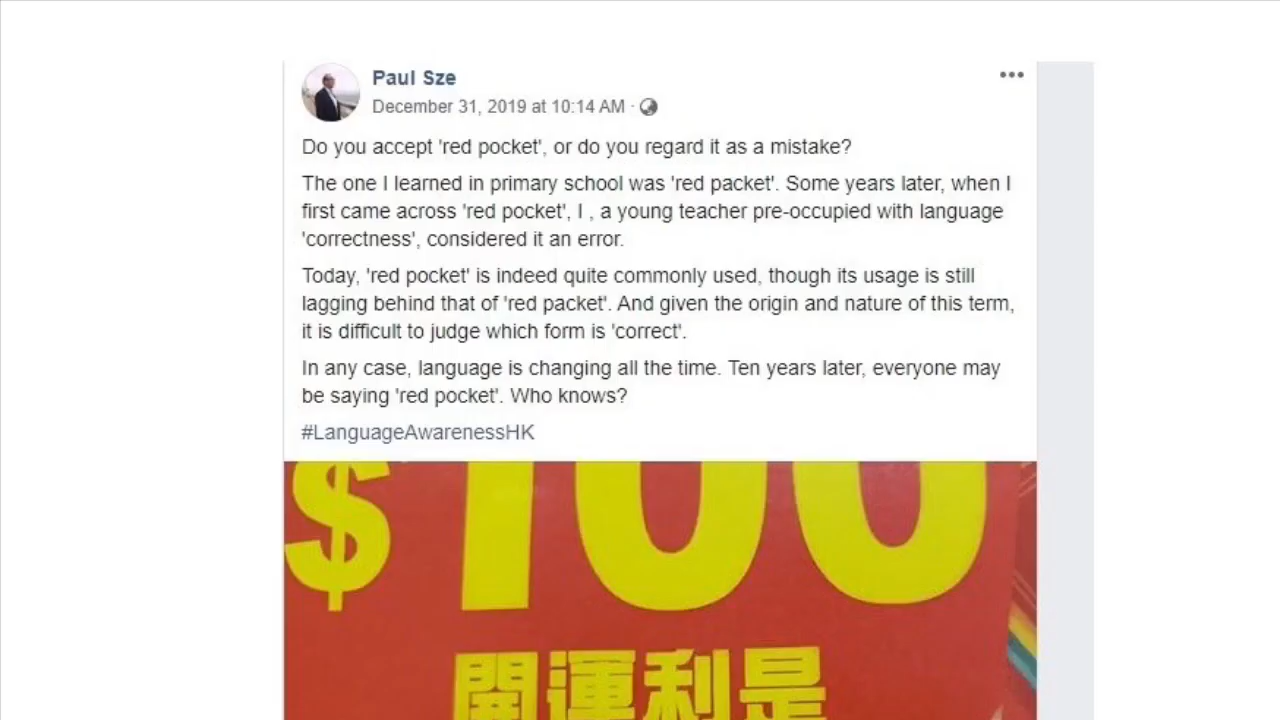 Paul Sze
December 31, 2019 at 10:14 AM ·
Do you accept 'red pocket', or do you regard it as a mistake?
The one I learned in primary school was 'red packet'. Some years later, when I
first came across 'red pocket', I , a young teacher pre-occupied with language
'correctness', considered it an error.
Today, 'red pocket' is indeed quite commonly used, though its usage is still
lagging behind that of 'red packet'. And given the origin and nature of this term,
it is difficult to judge which form is 'correct'.
In any case, language is changing all the time. Ten years later, everyone may
be saying 'red pocket'. Who knows?
#LanguageAwarenessHK
$100
開運利是